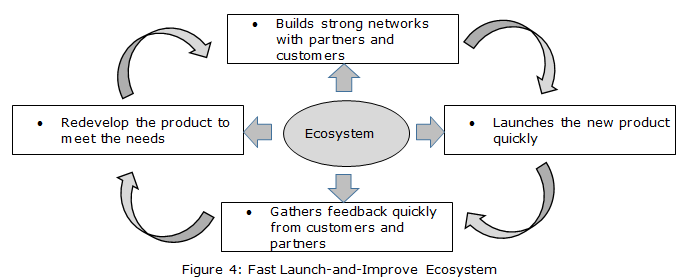 • Builds strong networks
with partners and
customers
• Redevelop the product to
meet the needs
Ecosystem
• Launches the new product
quickly
• Gathers feedback quickly
from customers and
partners
Figure 4: Fast Launch-and-Improve Ecosystem